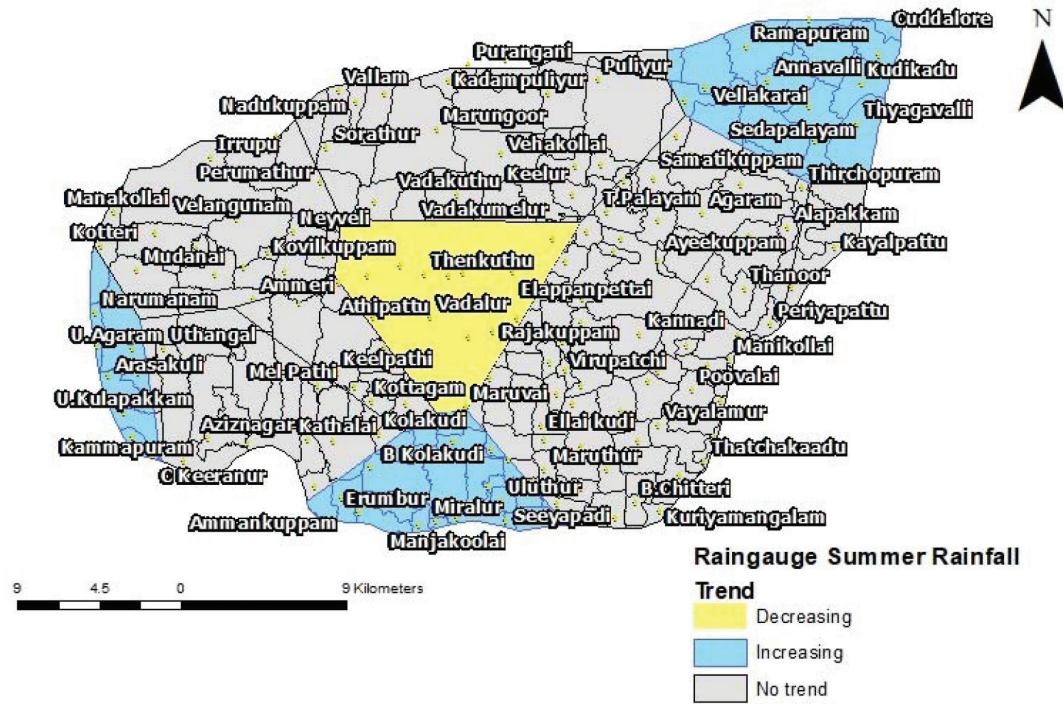 Cuddalore
N
Ramapuram
Purangani
Puliyur
Annavalli
Kudikadu
Vallam
Kadampuliyur
Vellakarai
Nadukuppam
Marungoor
Thyagavalli
Sorathur
Vehakollai
Sedapalayam
Irrupu
Samatikuppam
Perumathur
Keelur
Thirchopuram
Vadakuthu
Manakollai
Velangunam
Neyveli
Vadakumelur
T.Palayam
Agaram
Alapakkam
Kotteri
Kovilkuppam
Ayeekuppam
Kayalpattu
Mudanai
Thenkuthu
Thanoor
Ammeri
Elappanpettai
Narumanam
Athipattu
Vadalur
Periyapattu
U.Agaram
Uthangal
Rajakuppam
Kannadi
Manikollai
Arasakuli
Keelpathi
Virupatchi
Mel-Pathi
Poovalai
Kottagam
Maruvai
U.Kulapakkam
Vayalamur
Aziznagar
Kathalai
Kolakudi
Ellai kudi
Kammapuram
Thatchakaadu
B Kolakudi
Maruthur
C Keeranur
Uluthur
B.Chitteri
Erumbur
Miralur
Seeyapadi
Kuriyamangalam
Ammankuppam
Manjakoolai
Raingauge Summer Rainfall
Trend
9 4.5 0 9 Kilometers
Decreasing
Increasing
No trend